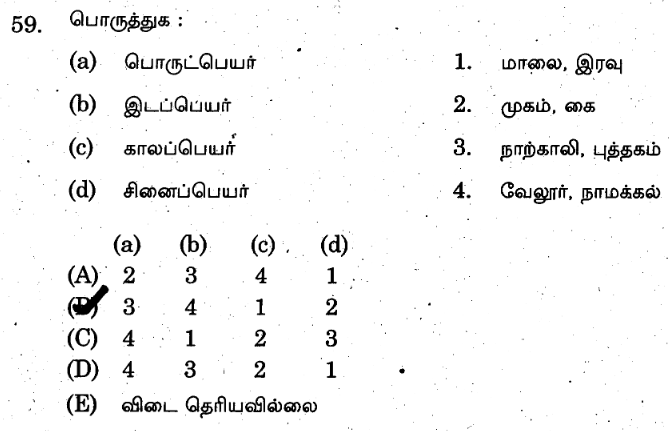 59. பொருத்துக :
(a) பொருட்பெயர் 1. மாலை, இரவு
(b) இடப்பெயர் 2. முகம், கை
(c) காலப்பெயர் 3. நாற்காலி, புத்தகம்
(d) சினைப்பெயர் 4. வேலூர், நாமக்கல்
(a) (b) (c) (d)
(A) 2 3 4 1
(B) 3 4 1 2
(C) 4 1 2 3
(D) 4 3 2 1
(E) விடை தெரியவில்லை